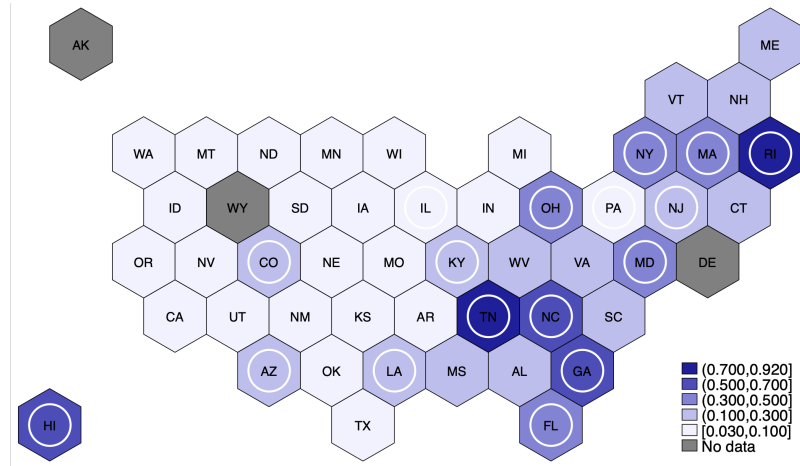 AK
ME
VT NH
WA MT ND MN WI MI NY MA RI
ID WY SD IA IL IN OH PA NJ CT
OR NV CO NE MO KY WV VA MD DE
CA UT NM KS AR TN NC SC
AZ OK LA MS AL GA
HI TX FL
(0.700,0.920]
(0.500,0.700]
(0.300,0.500]
(0.100,0.300]
[0.030,0.100]
No data